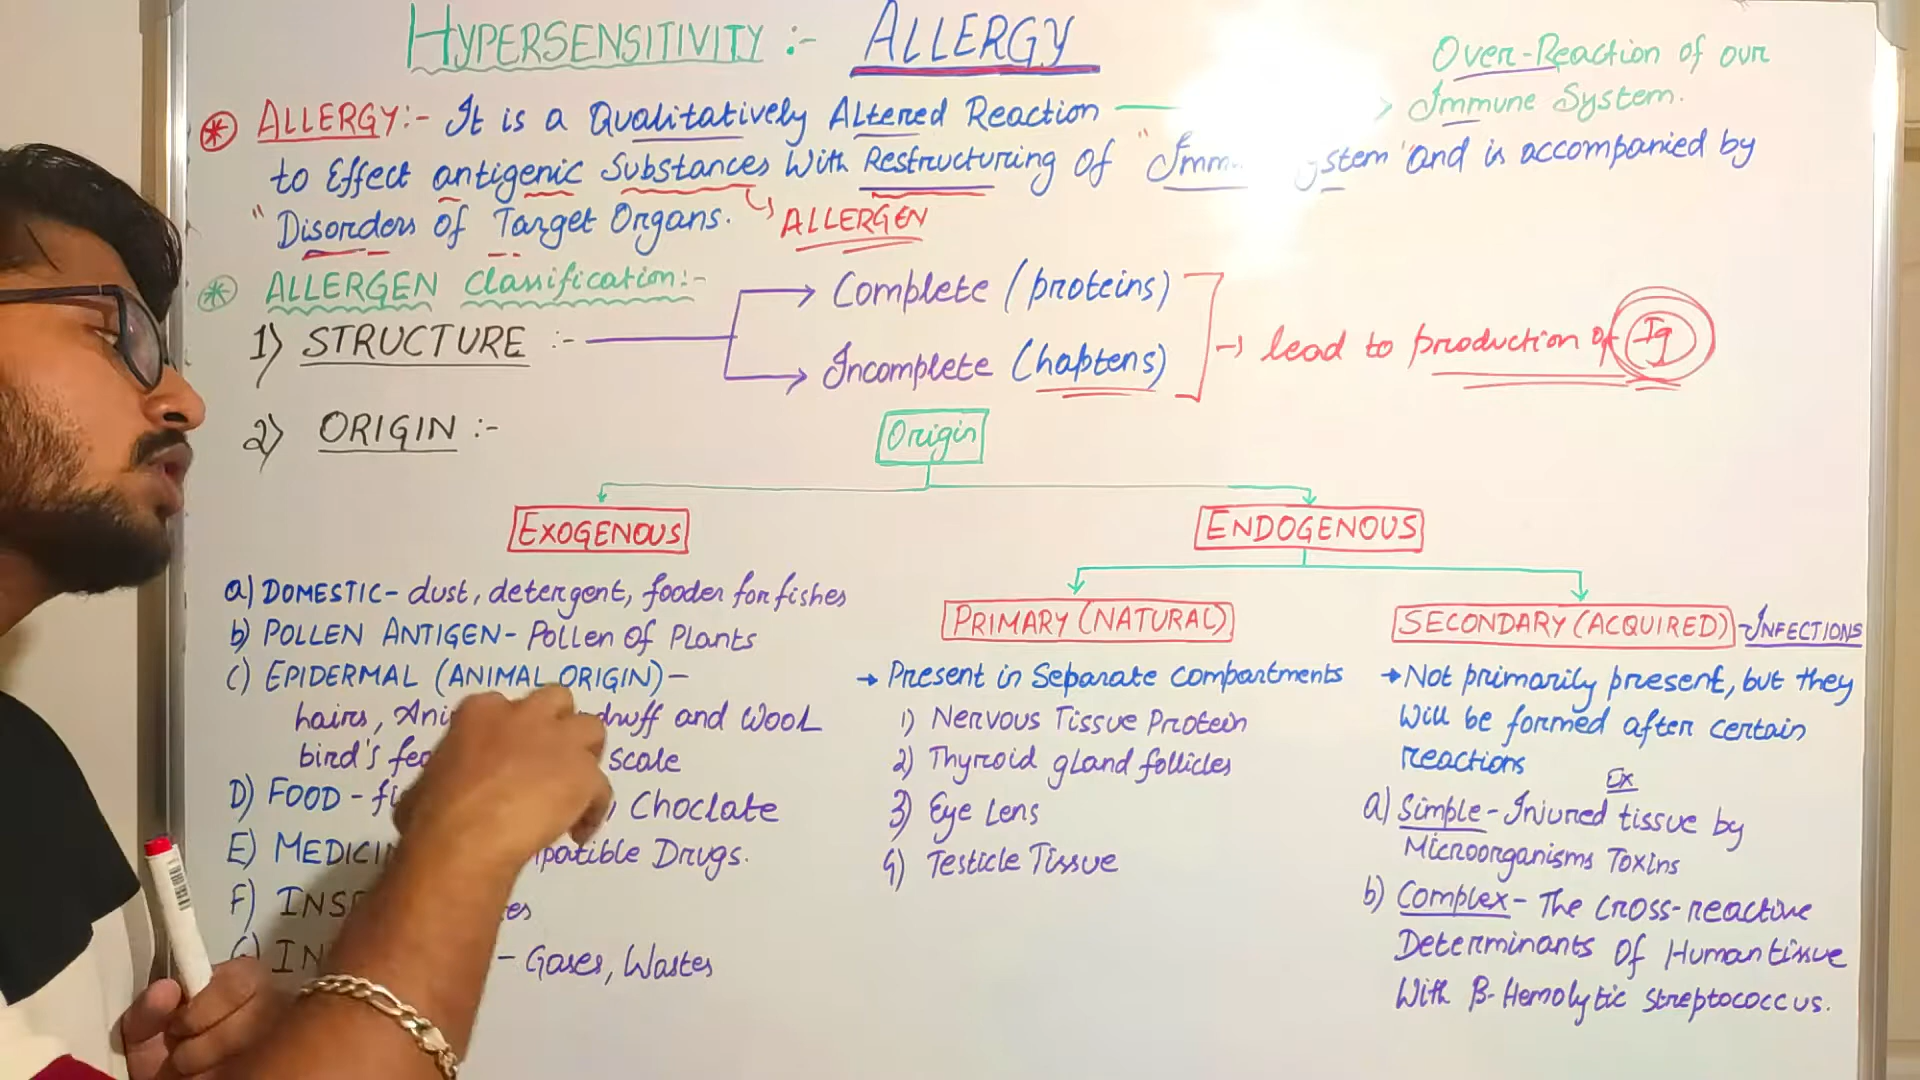 HYPERSENSITIVITY :- ALLERGY
Over-Reaction of our
Immune System.
* ALLERGY:- It is a Qualitatively Altered Reaction
to Effect antigenic Substances With Restructuring Of "Imm ystem" and is accompanied by
"Disorders of Target Organs. ALLERGEN
* ALLERGEN Classification:-
1) STRUCTURE :-
Complete (proteins)
Incomplete (haptens)
lead to production of Ig
2) ORIGIN :-
Origin
EXOGENOUS
a) DOMESTIC- dust, detergent, fooder for fishes
b) POLLEN ANTIGEN- Pollen Of Plants
c) EPIDERMAL (ANIMAL ORIGIN)-
hairs, druff and Wool
bird's scale
D) FOOD - Choclate
E) Drugs.
F)
- Gases, Wastes
ENDOGENOUS
PRIMARY (NATURAL)
→ Present in Separate compartments
1) Nervous Tissue Protein
2) Thyroid gland follicles
3) Eye Lens
4) Testicle Tissue
SECONDARY (ACQUIRED) -INFECTIONS
→ Not primarily present, but they
Will be formed after certain
reactions
Ex
a) Simple- Injured tissue by
Microorganisms Toxins
b) Complex- The cross-reactive
Determinants Of Human tissue
With β-Hemolytic Streptococcus.